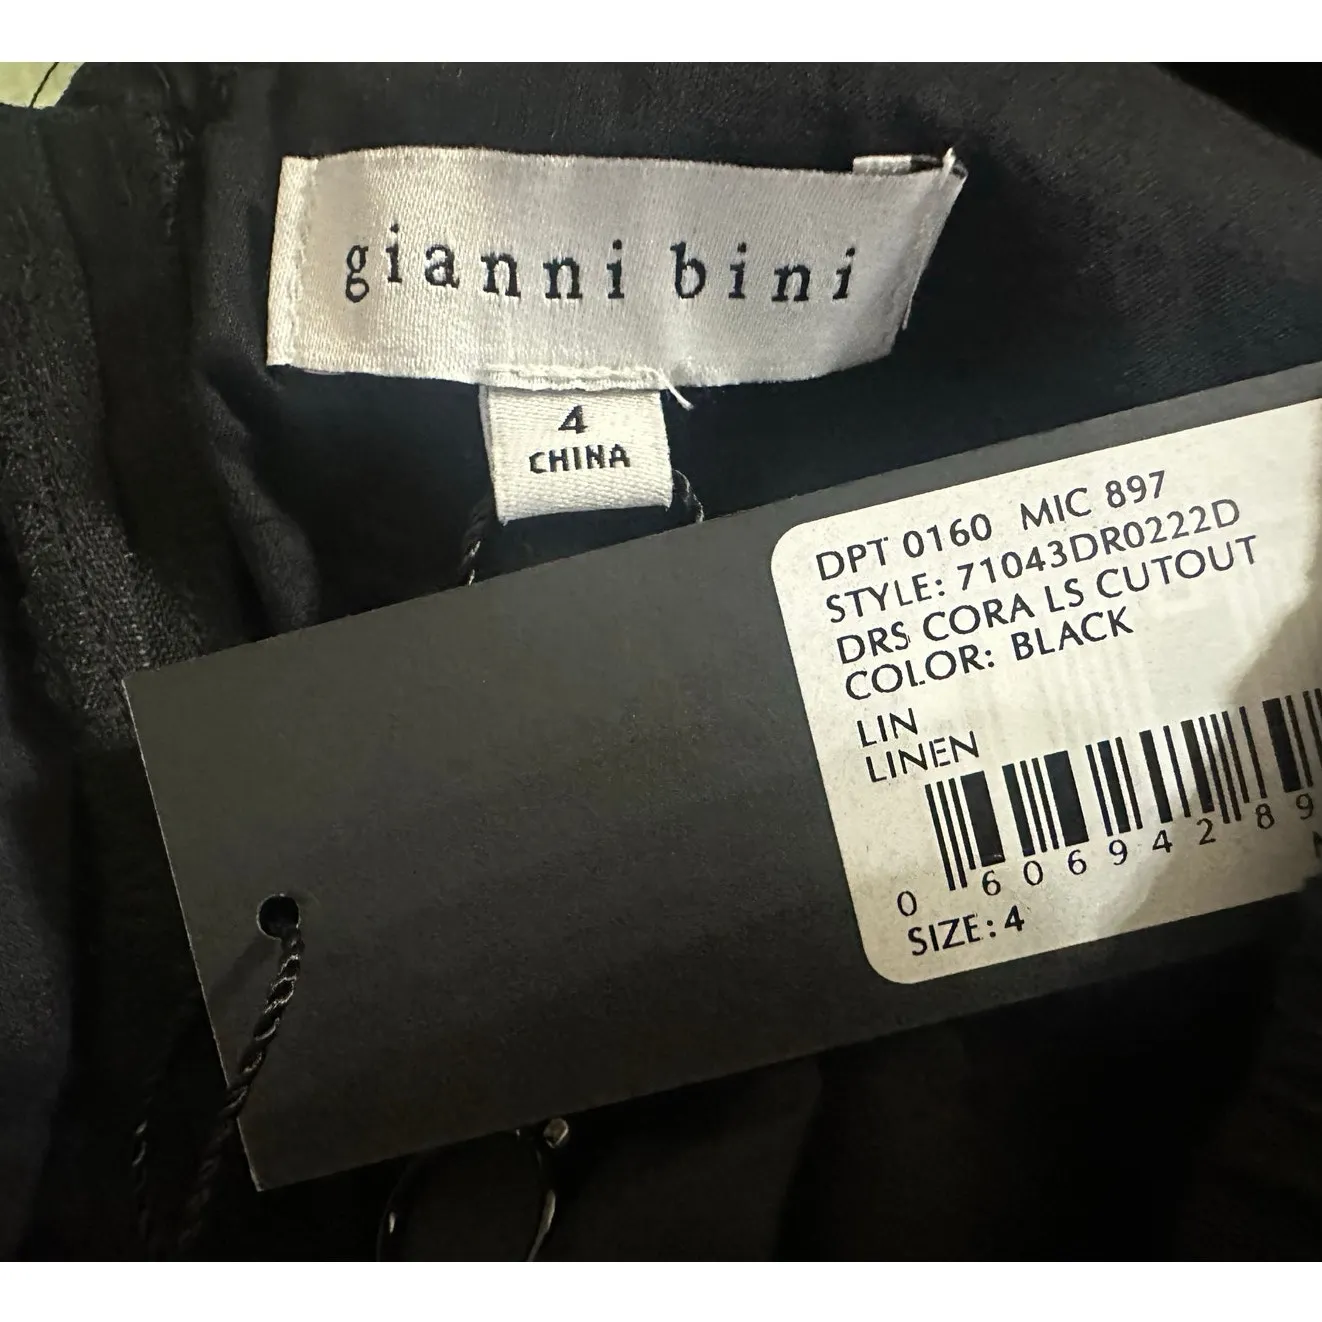 gianni bini
4
CHINA
DPT 0160 MIC 897
STYLE: 71043DR0222D
DRS CORA LS CUTOUT
COLOR: BLACK
LIN
LINEN
0 60694289
SIZE: 4